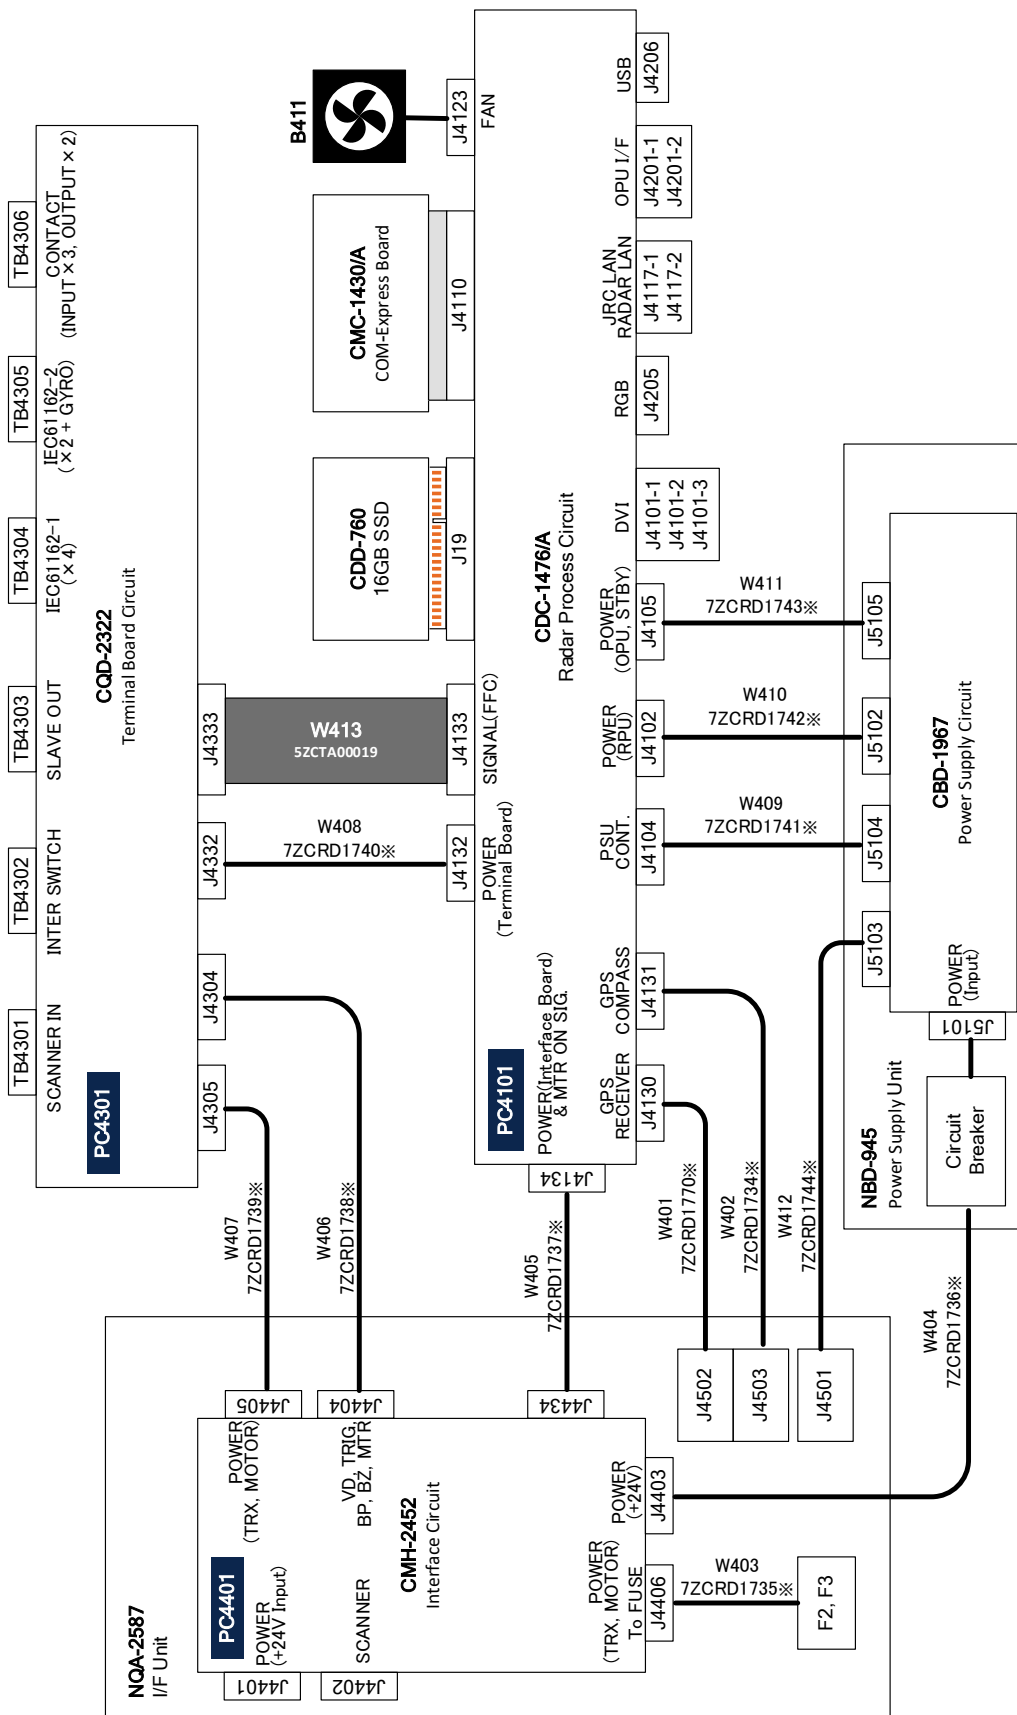 NQA-2587
I/F Unit
PC4401
CMH-2452
Interface Circuit
J4401
POWER
(+24V Input)
J4402
SCANNER
J4405
POWER
(TRX, MOTOR)
J4404
VD, TRIG,
BP, BZ, MTR
J4434
J4403
POWER
(+24V)
J4406
POWER
(TRX, MOTOR)
To FUSE
W403
7ZCRD1735※
F2, F3
J4502
J4503
J4501
W407
7ZCRD1739※
W406
7ZCRD1738※
W405
7ZCRD1737※
W401
7ZCRD1770※
W402
7ZCRD1734※
W412
7ZCRD1744※
W404
7ZCRD1736※
PC4301
CQD-2322
Terminal Board Circuit
TB4301
SCANNER IN
TB4302
INTER SWITCH
TB4303
SLAVE OUT
TB4304
IEC61162-1
(×4)
TB4305
IEC61162-2
(×2 + GYRO)
TB4306
CONTACT
(INPUT×3, OUTPUT×2)
J4305
J4304
J4332
J4333
W408
7ZCRD1740※
W413
5ZCTA00019
CDD-760
16GB SSD
J19
CMC-1430/A
COM-Express Board
J4110
B411
J4123
FAN
PC4101
CDC-1476/A
Radar Process Circuit
J4134
POWER(Interface Board)
& MTR ON SIG.
J4132
POWER
(Terminal Board)
J4133
SIGNAL(FFC)
GPS
RECEIVER
J4130
GPS
COMPASS
J4131
PSU
CONT.
J4104
POWER
(RPU)
J4102
POWER
(OPU, STBY)
J4105
DVI
J4101-1
J4101-2
J4101-3
RGB
J4205
JRC LAN
RADAR LAN
J4117-1
J4117-2
OPU I/F
J4201-1
J4201-2
USB
J4206
W409
7ZCRD1741※
W410
7ZCRD1742※
W411
7ZCRD1743※
NBD-945
Power Supply Unit
Circuit
Breaker
J5101
POWER
(Input)
J5103
J5104
J5102
J5105
CBD-1967
Power Supply Circuit